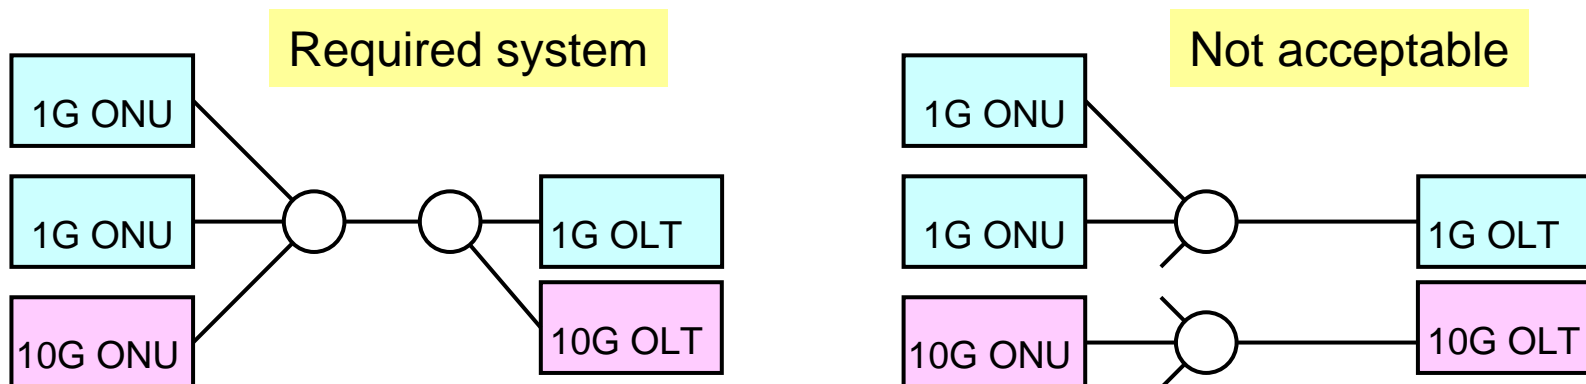 Required system
1G ONU
1G ONU
1G OLT
10G ONU
10G OLT
Not acceptable
1G ONU
1G ONU
1G OLT
10G ONU
10G OLT